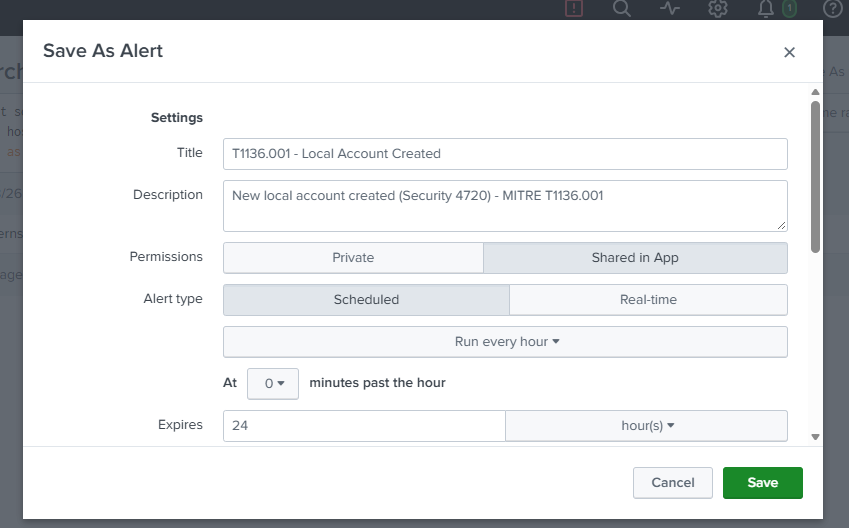 1
Save As Alert
Settings
Title T1136.001 - Local Account Created
Description New local account created (Security 4720) - MITRE T1136.001
Permissions Private Shared in App
Alert type Scheduled Real-time
Run every hour
At 0 minutes past the hour
Expires 24 hour(s)
Cancel Save